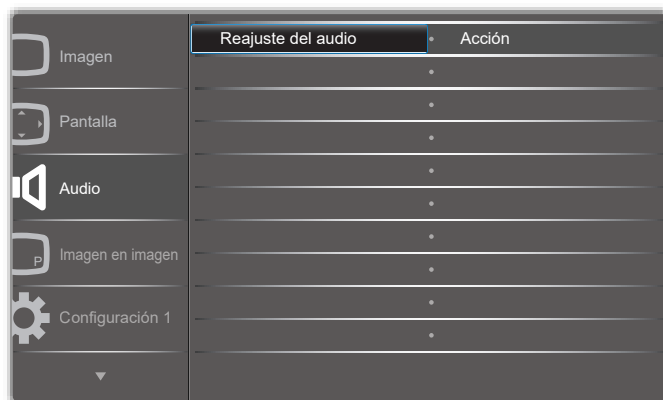 Imagen
Pantalla
Audio
P
Imagen en imagen
Configuración 1
Reajuste del audio
Acción